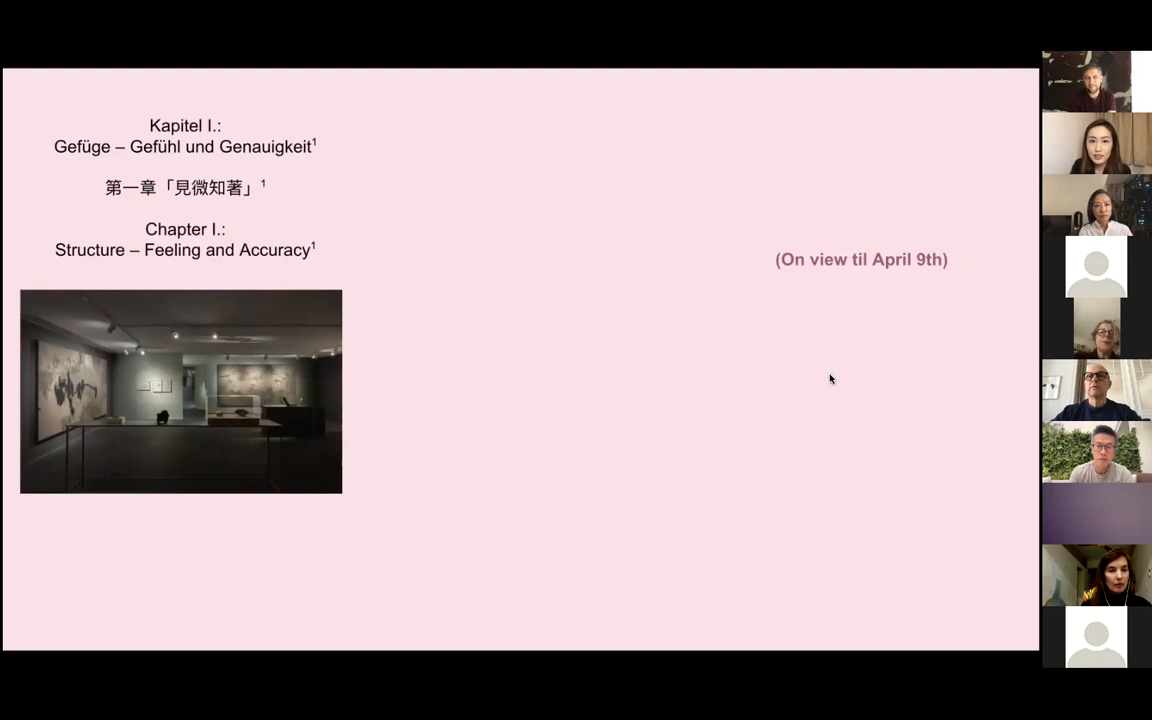 Kapitel I.:
Gefüge – Gefühl und Genauigkeit¹
第一章「見微知著」¹
Chapter I.:
Structure – Feeling and Accuracy¹
(On view til April 9th)